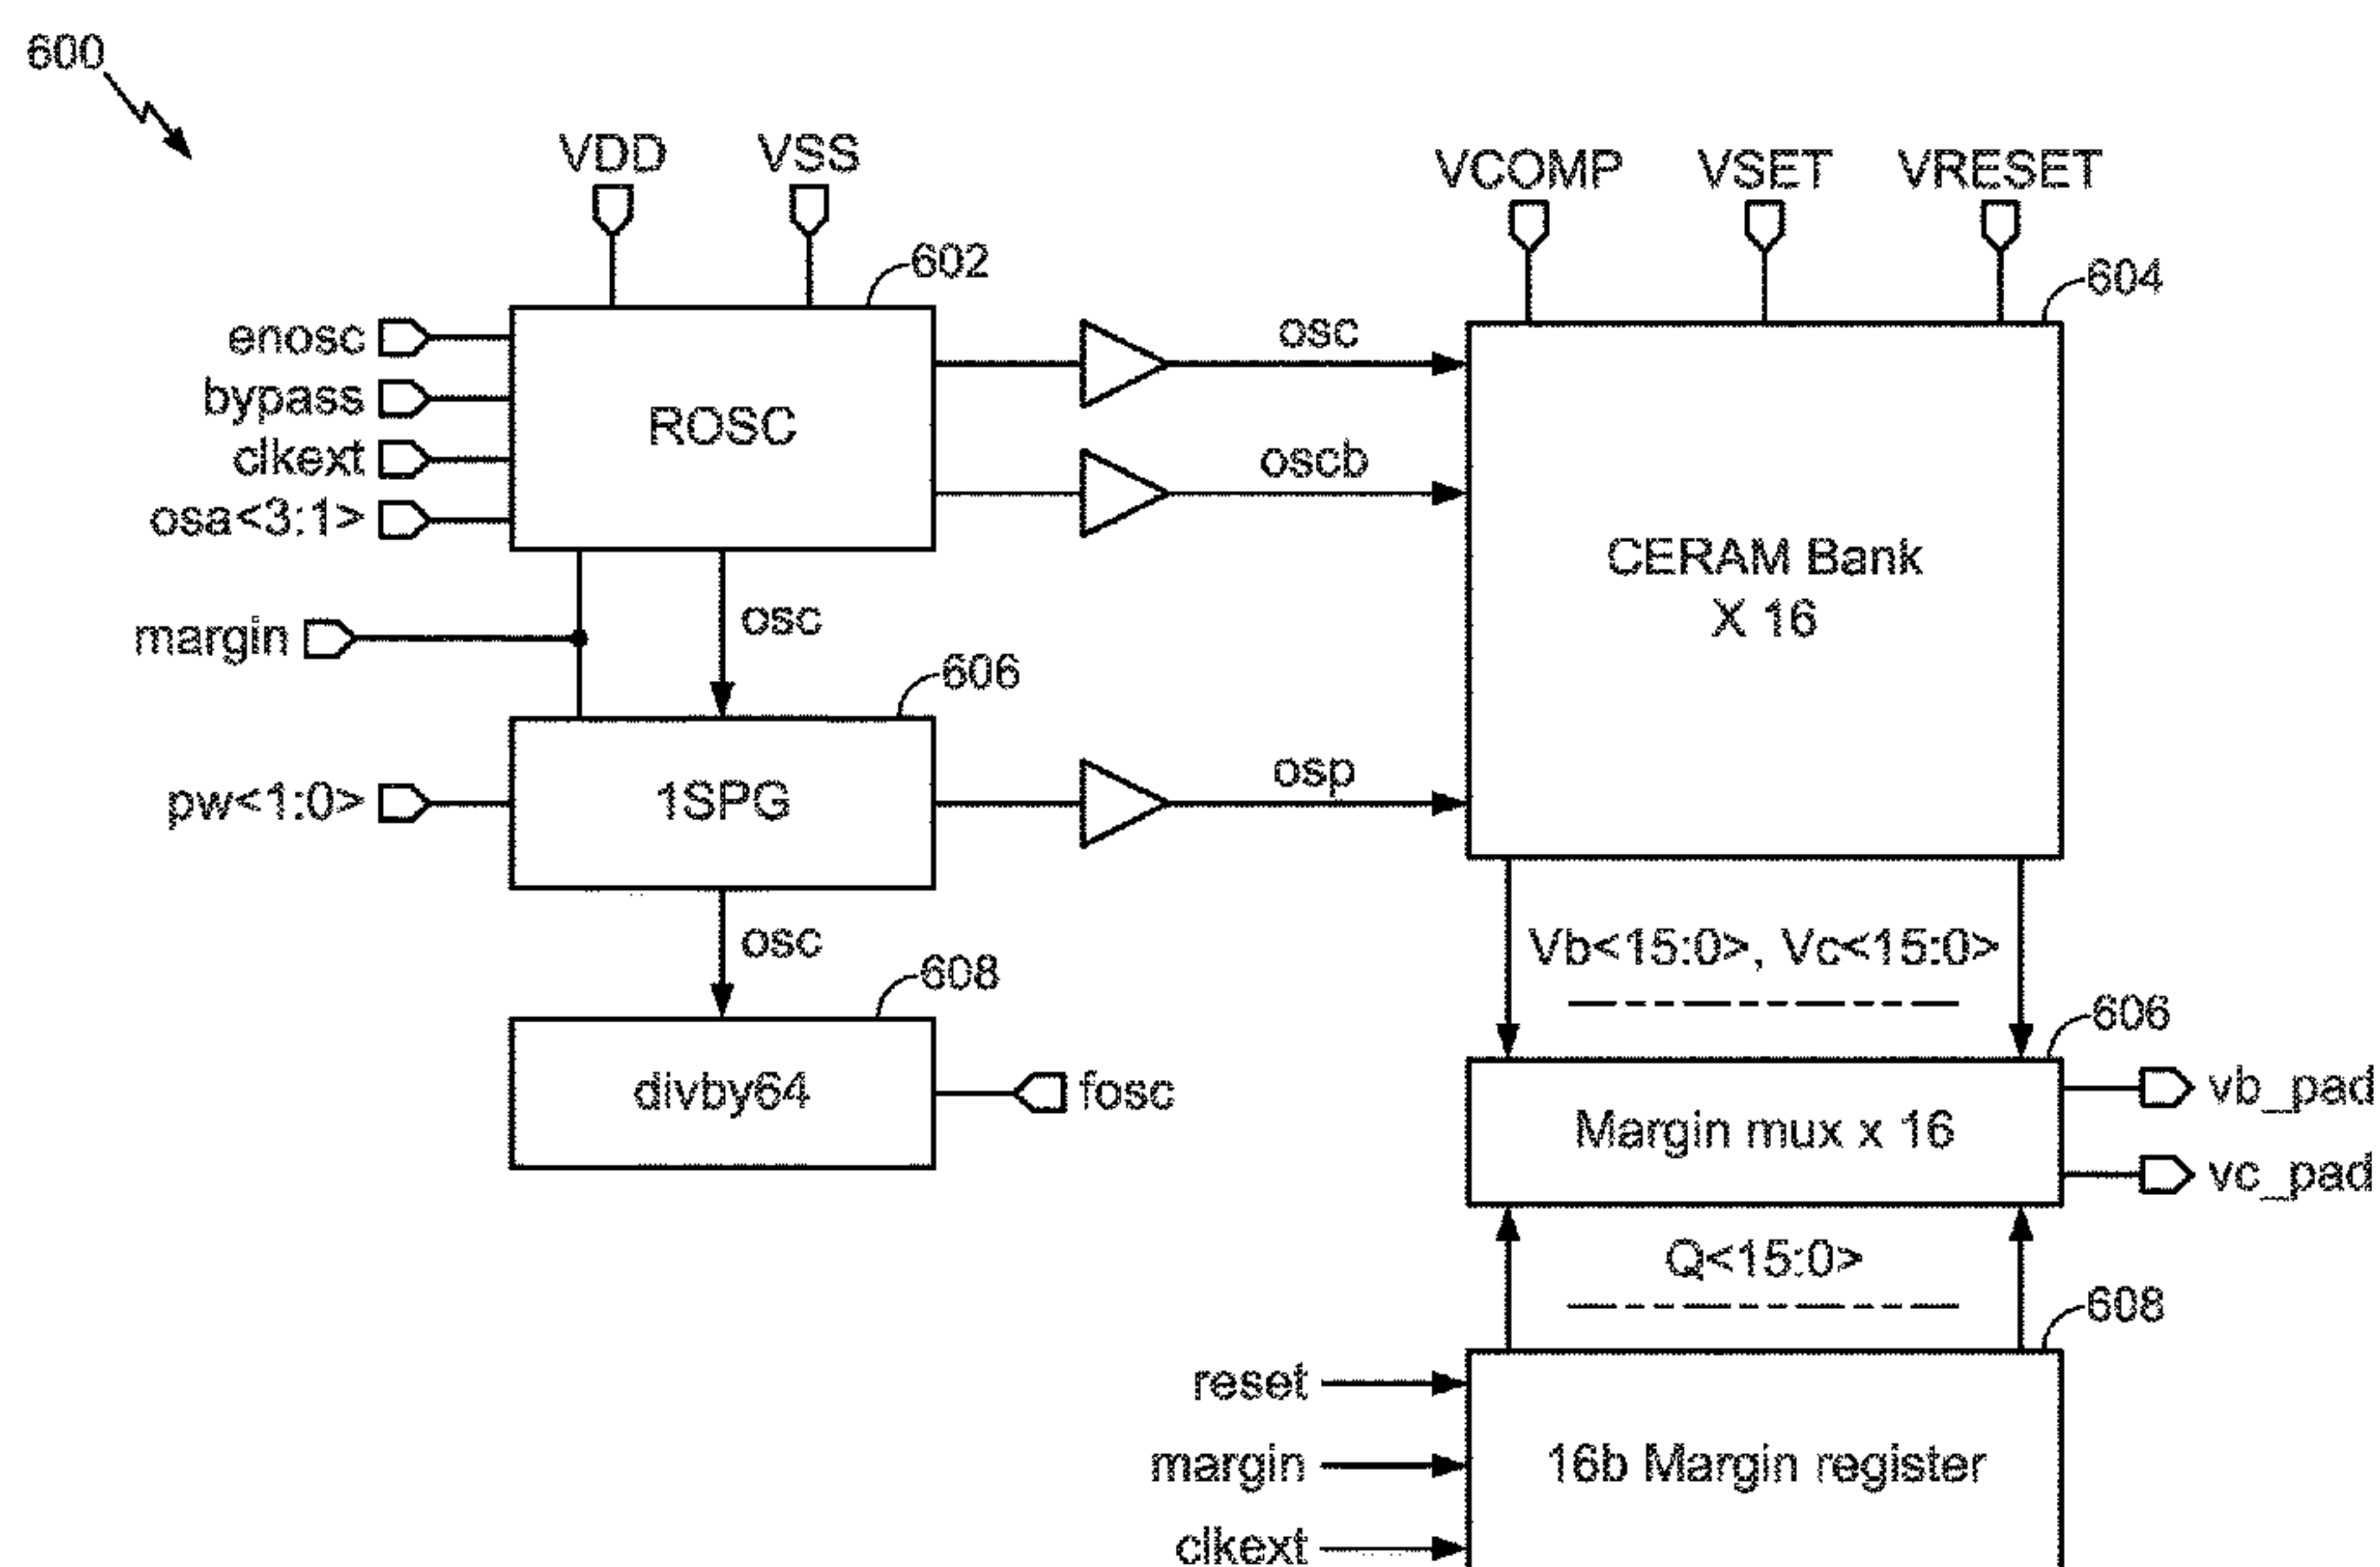 600
VDD
VSS
VCOMP
VSET
VRESET
602
604
enosc
bypass
clkext
osa<3:1>
ROSC
osc
oscb
CERAM Bank
X 16
margin
osc
606
pw<1:0>
1SPG
osp
osc
Vb<15:0>, Vc<15:0>
608
606
divby64
fosc
Margin mux x 16
vb_pad
vc_pad
Q<15:0>
608
reset
margin
clkext
16b Margin register